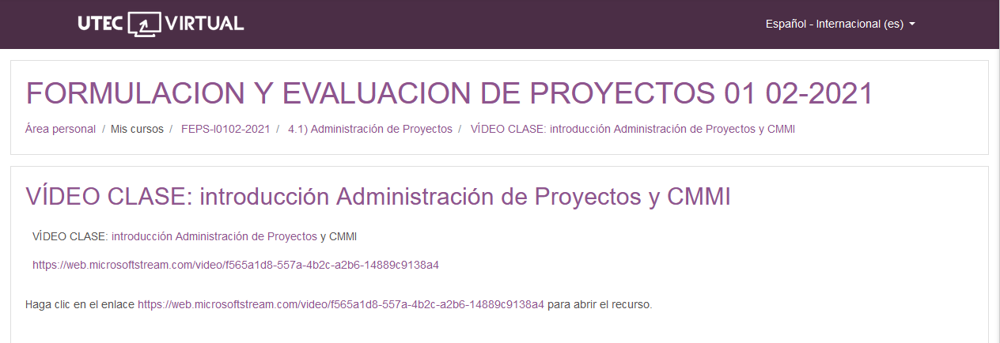 UTEC VIRTUAL
Español - Internacional (es)
FORMULACION Y EVALUACION DE PROYECTOS 01 02-2021
Área personal / Mis cursos / FEPS-I0102-2021 / 4.1) Administración de Proyectos / VÍDEO CLASE: introducción Administración de Proyectos y CMMI
VÍDEO CLASE: introducción Administración de Proyectos y CMMI
VÍDEO CLASE: introducción Administración de Proyectos y CMMI
https://web.microsoftstream.com/video/f565a1d8-557a-4b2c-a2b6-14889c9138a4
Haga clic en el enlace https://web.microsoftstream.com/video/f565a1d8-557a-4b2c-a2b6-14889c9138a4 para abrir el recurso.